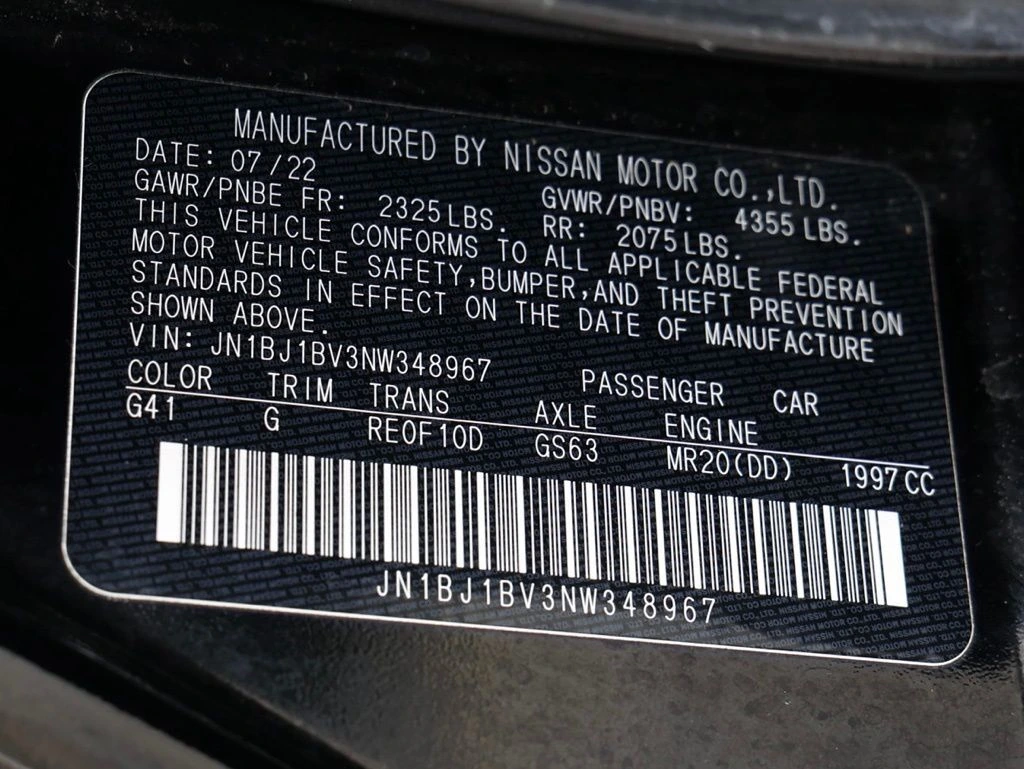 MANUFACTURED BY NISSAN MOTOR CO.,LTD.
DATE: 07/22 GVWR/PNBV: 4355 LBS.
GAWR/PNBE FR: 2325 LBS. RR: 2075 LBS.
THIS VEHICLE CONFORMS TO ALL APPLICABLE FEDERAL
MOTOR VEHICLE SAFETY,BUMPER,AND THEFT PREVENTION
STANDARDS IN EFFECT ON THE DATE OF MANUFACTURE
SHOWN ABOVE.
VIN: JN1BJ1BV3NW348967 PASSENGER CAR
COLOR TRIM TRANS AXLE ENGINE
G41 G RE0F10D GS63 MR20(DD) 1997 CC
JN1BJ1BV3NW348967